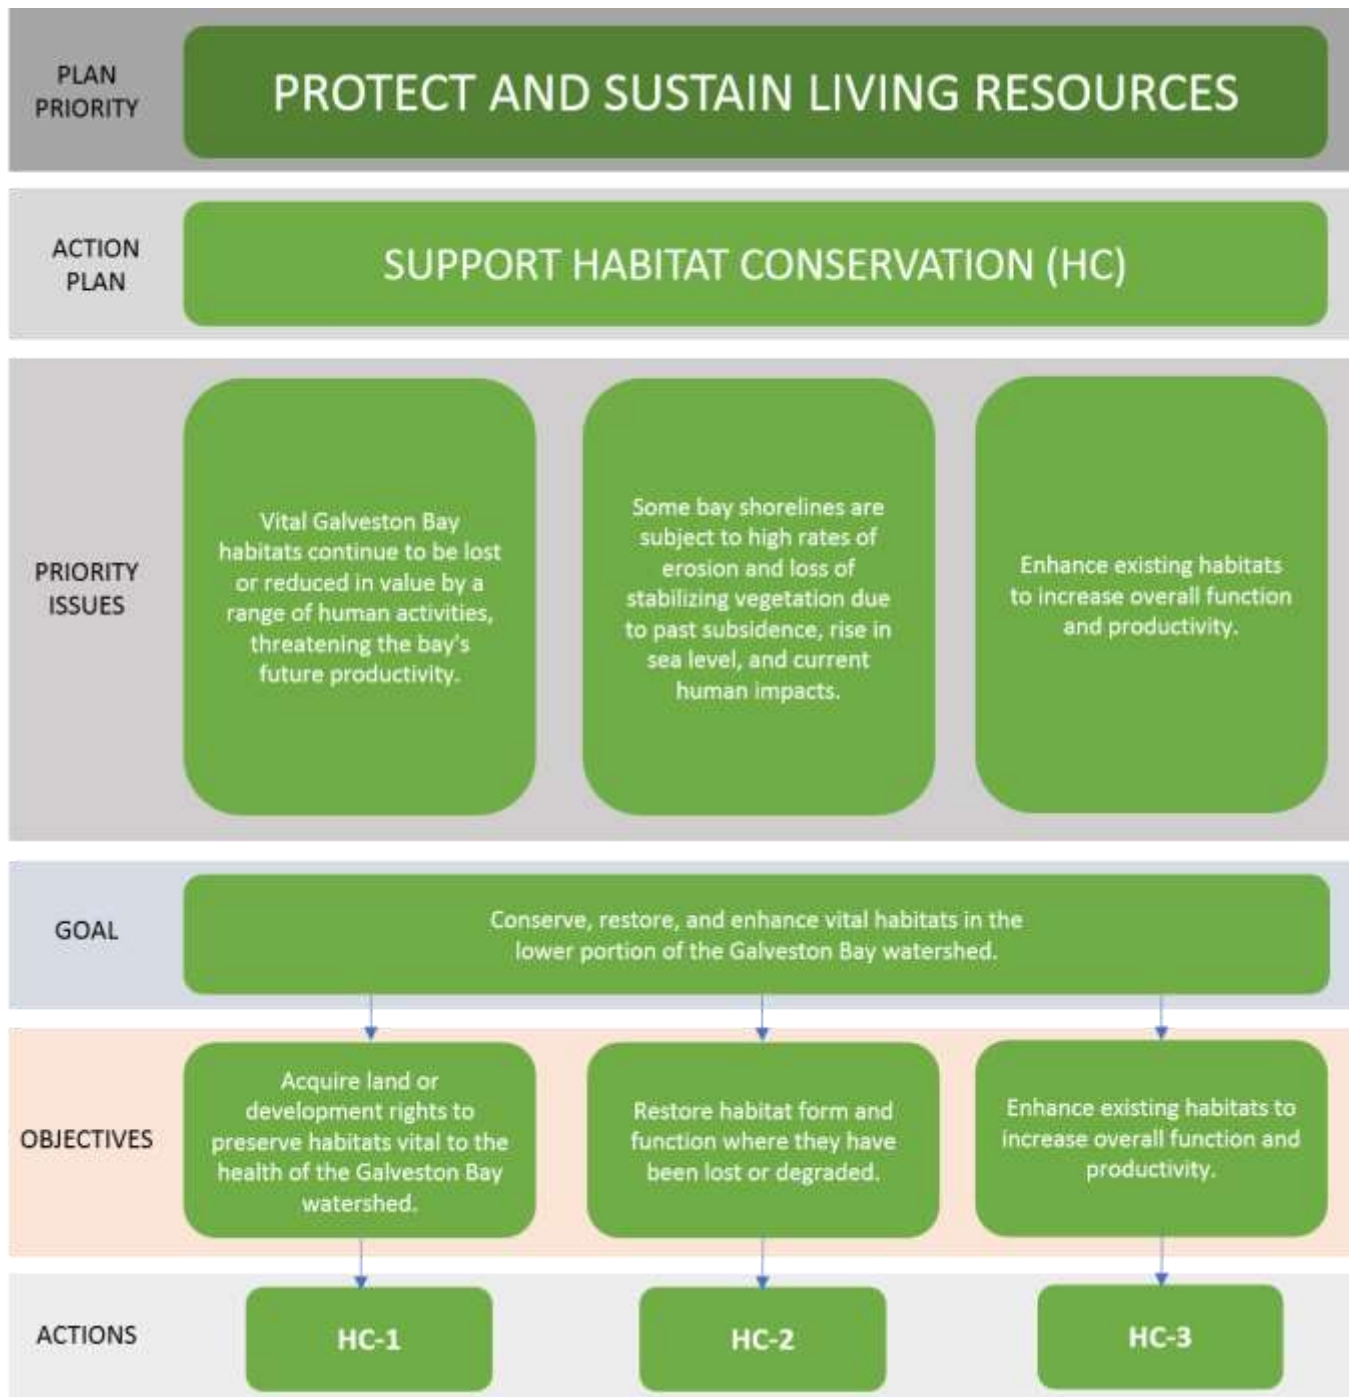 PLAN
PRIORITY
PROTECT AND SUSTAIN LIVING RESOURCES
ACTION
PLAN
SUPPORT HABITAT CONSERVATION (HC)
PRIORITY
ISSUES
Vital Galveston Bay
habitats continue to be lost
or reduced in value by a
range of human activities,
threatening the bay's
future productivity.
Some bay shorelines are
subject to high rates of
erosion and loss of
stabilizing vegetation due
to past subsidence, rise in
sea level, and current
human impacts.
Enhance existing habitats
to increase overall function
and productivity.
GOAL
Conserve, restore, and enhance vital habitats in the
lower portion of the Galveston Bay watershed.
OBJECTIVES
Acquire land or
development rights to
preserve habitats vital to the
health of the Galveston Bay
watershed.
Restore habitat form and
function where they have
been lost or degraded.
Enhance existing habitats to
increase overall function and
productivity.
ACTIONS
HC-1
HC-2
HC-3